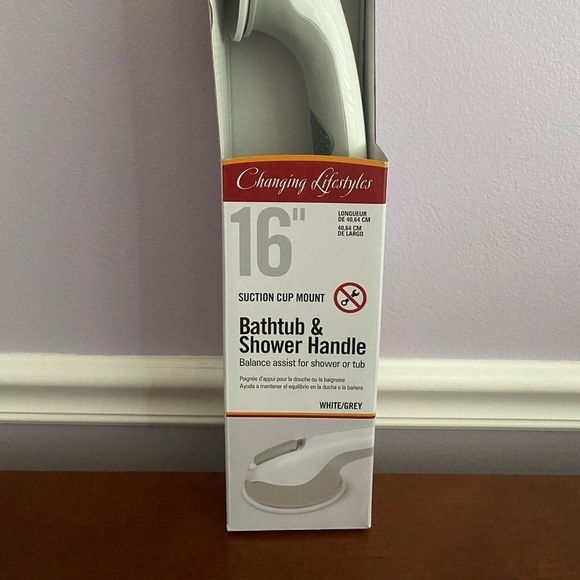 Changing Lifestyles
16"
LONGUEUR
DE 40,64 CM
40,64 CM
DE LARGO
SUCTION CUP MOUNT
Bathtub &
Shower Handle
Balance assist for shower or tub
Poignée d'appui pour la douche ou la baignoire
Ayuda a mantener el equilibrio en la ducha o la bañera
WHITE/GREY